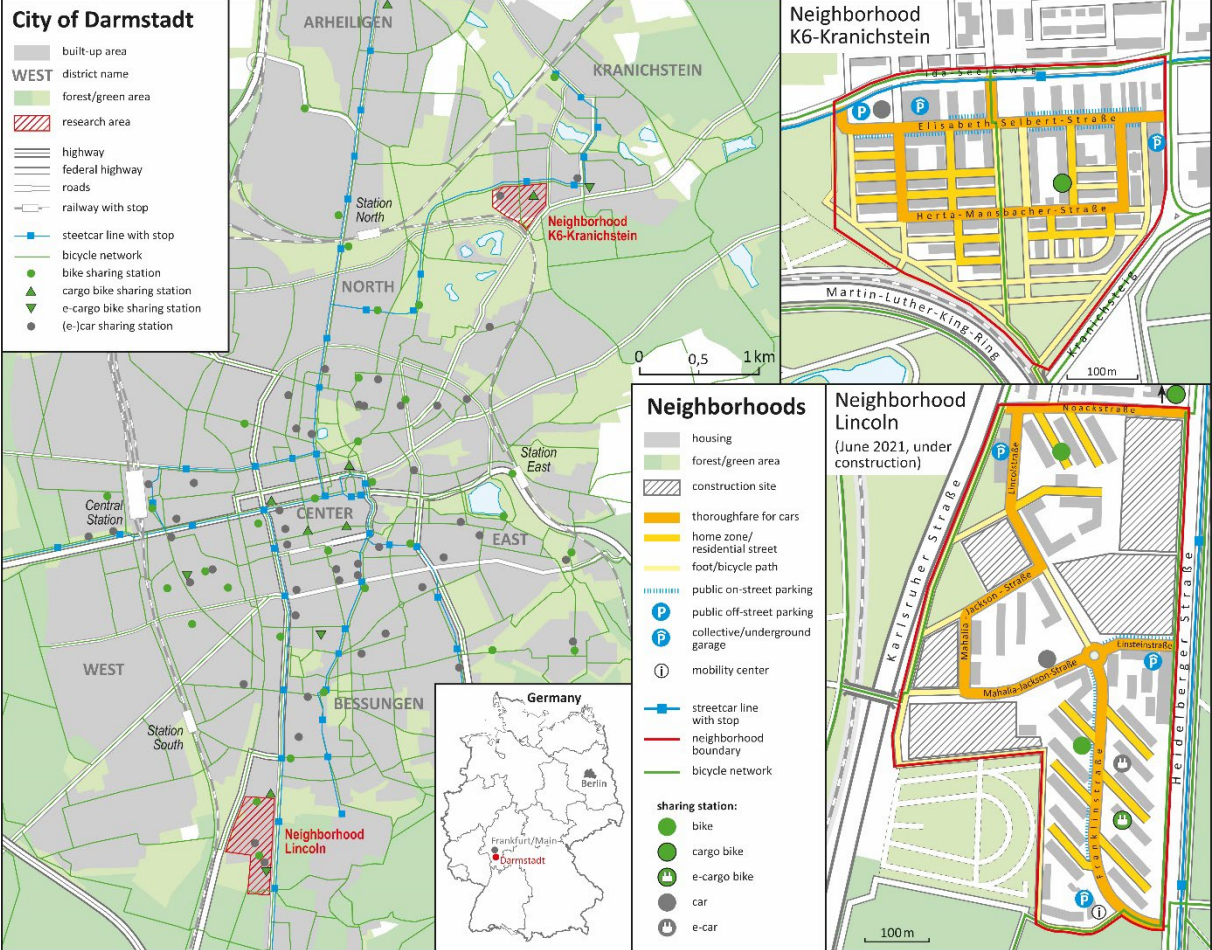 City of Darmstadt
built-up area
WEST district name
forest/green area
research area
highway
federal highway
roads
railway with stop
steetcar line with stop
bicycle network
bike sharing station
cargo bike sharing station
e-cargo bike sharing station
(e-)car sharing station
ARHEILIGEN
KRANICHSTEIN
Station
North
Neighborhood
K6-Kranichstein
NORTH
0 0,5 1 km
Station
East
Central
Station
CENTER
EAST
WEST
BESSUNGEN
Station
South
Neighborhood
Lincoln
Germany
Berlin
Frankfurt/Main
Darmstadt
Neighborhood
K6-Kranichstein
Ida-Seele-Weg
P
P
Elisabeth-Selbert-Straße
P
Herta-Mansbacher-Straße
Martin-Luther-King-Ring
Kranichsteig
100 m
Neighborhoods
housing
forest/green area
construction site
thoroughfare for cars
home zone/
residential street
foot/bicycle path
public on-street parking
P public off-street parking
P collective/underground
garage
i mobility center
streetcar line
with stop
neighborhood
boundary
bicycle network
sharing station:
bike
cargo bike
e-cargo bike
car
e-car
Neighborhood
Lincoln
(June 2021, under
construction)
Noackstraße
P
Lincolnstraße
Karlsruher Straße
Mahalia-Jackson-Straße
Einsteinstraße
P
Mahalia-Jackson-Straße
Heidelberger Straße
Franklinstraße
P
i
100 m